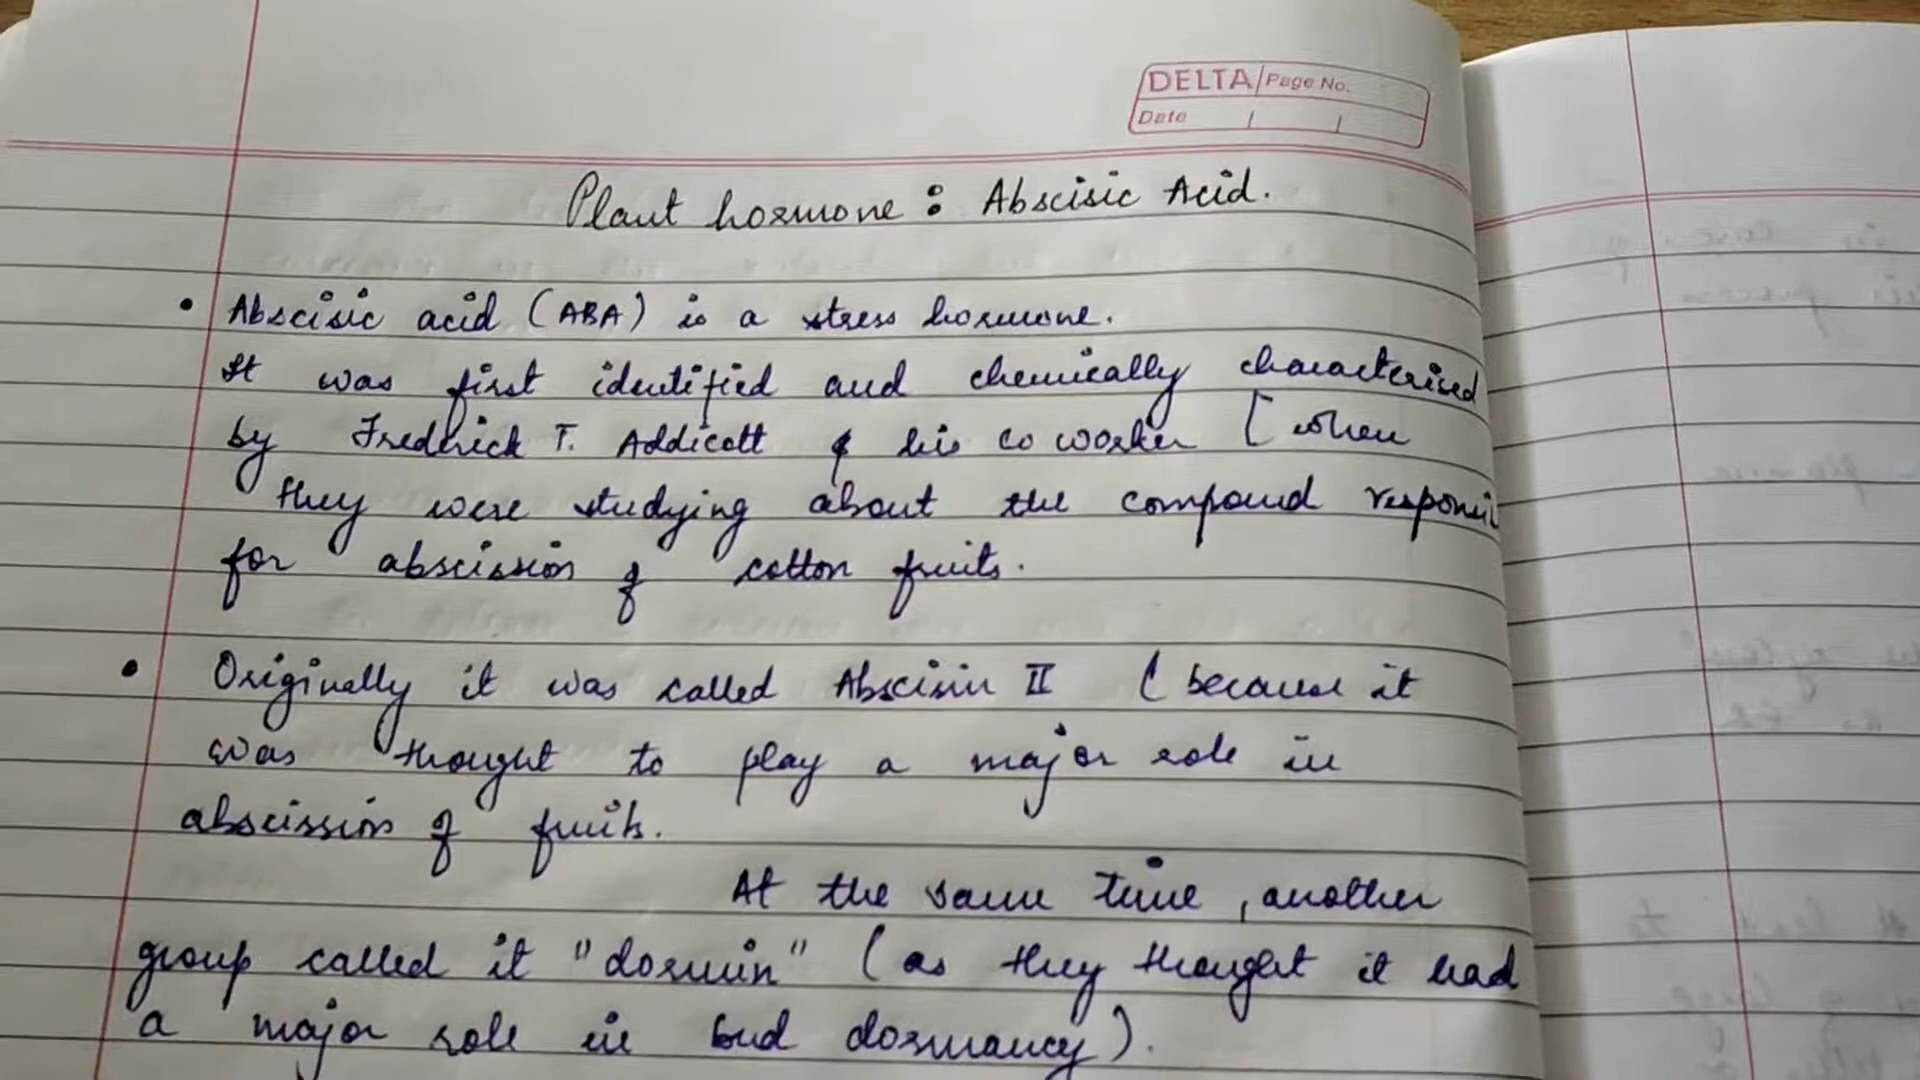 DELTA Page No.
Date
Plant hormone : Abscisic Acid.
• Abscisic acid (ABA) is a stress hormone.
It was first identified and chemically characterised
by Fredrick T. Addicott & his co worker [ when
they were studying about the compound responsi
for abscission of cotton fruits.
• Originally it was called Abscisin II ( because it
was thought to play a major role in
abscission of fruits.
At the same time, another
group called it "dormin" ( as they thought it had
a major role in bud dormancy).